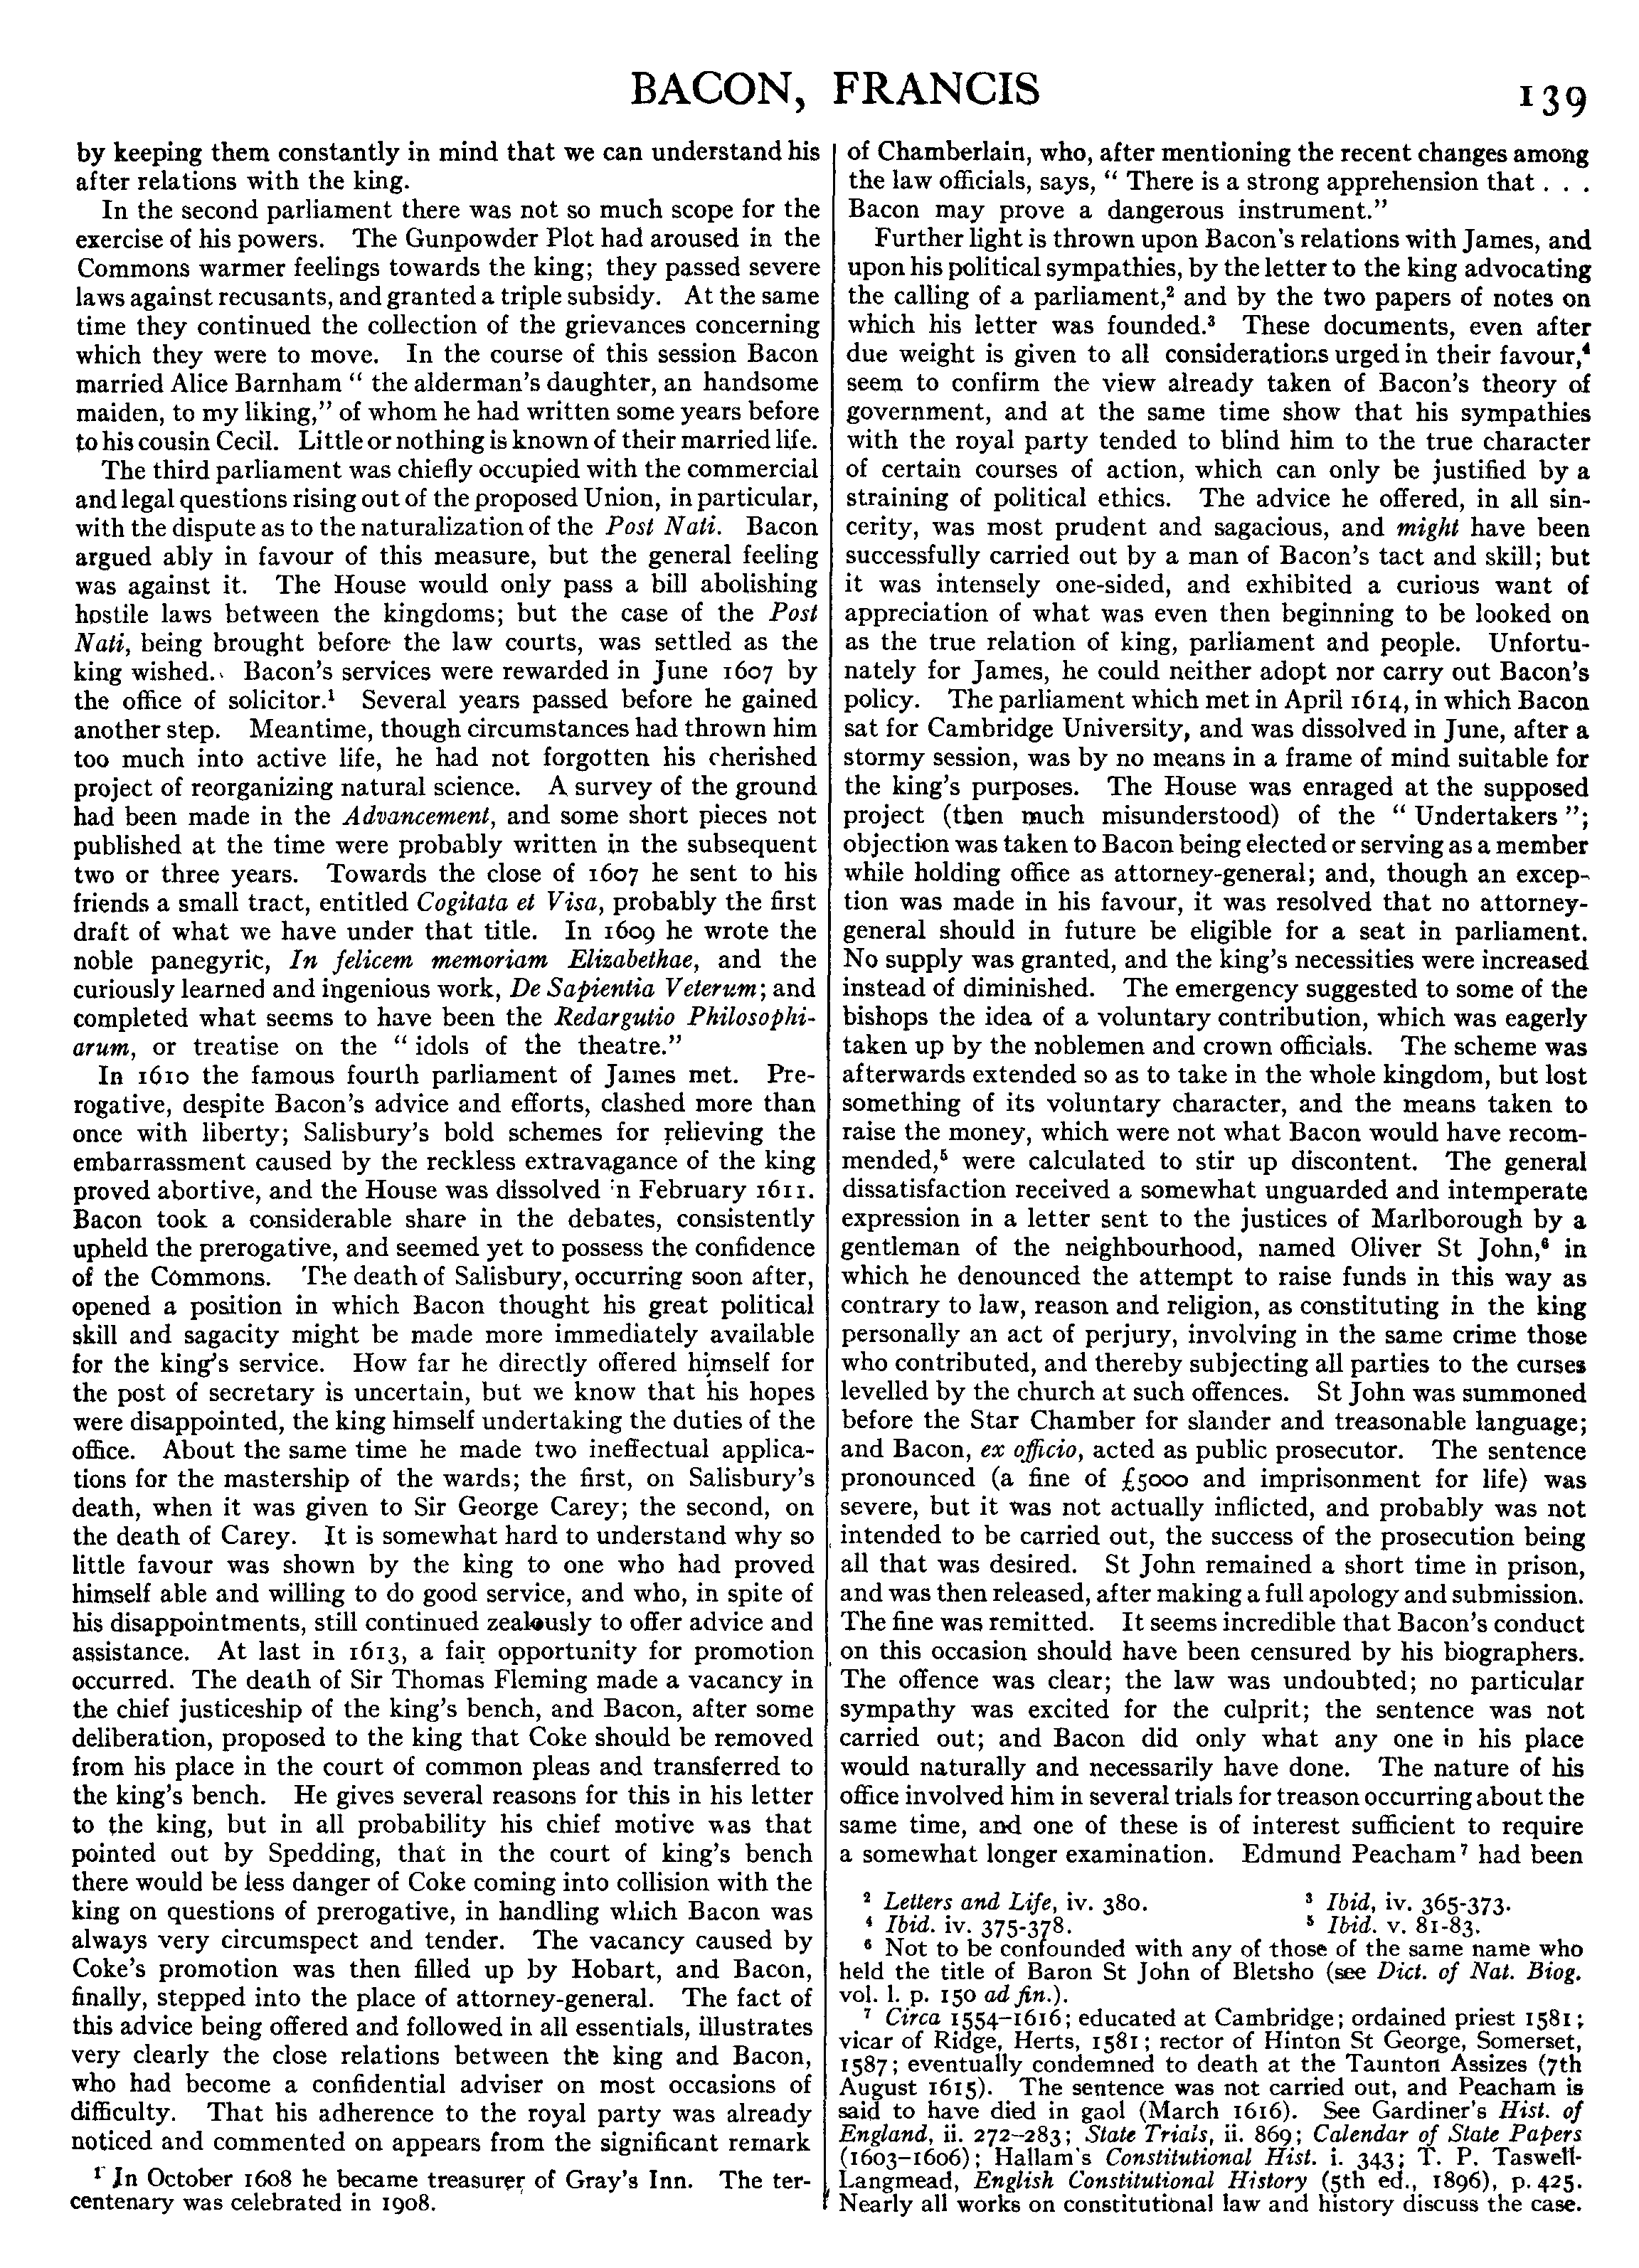 BACON, FRANCIS
139
by keeping them constantly in mind that we can understand his
after relations with the king.
In the second parliament there was not so much scope for the
exercise of his powers. The Gunpowder Plot had aroused in the
Commons warmer feelings towards the king; they passed severe
laws against recusants, and granted a triple subsidy. At the same
time they continued the collection of the grievances concerning
which they were to move. In the course of this session Bacon
married Alice Barnham “ the alderman's daughter, an handsome
maiden, to my liking,” of whom he had written some years before
to his cousin Cecil. Little or nothing is known of their married life.
The third parliament was chiefly occupied with the commercial
and legal questions rising out of the proposed Union, in particular,
with the dispute as to the naturalization of the Post Nati. Bacon
argued ably in favour of this measure, but the general feeling
was against it. The House would only pass a bill abolishing
hostile laws between the kingdoms; but the case of the Post
Nati, being brought before the law courts, was settled as the
king wished. Bacon's services were rewarded in June 1607 by
the office of solicitor.¹ Several years passed before he gained
another step. Meantime, though circumstances had thrown him
too much into active life, he had not forgotten his cherished
project of reorganizing natural science. A survey of the ground
had been made in the Advancement, and some short pieces not
published at the time were probably written in the subsequent
two or three years. Towards the close of 1607 he sent to his
friends a small tract, entitled Cogitata et Visa, probably the first
draft of what we have under that title. In 1609 he wrote the
noble panegyric, In felicem memoriam Elizabethae, and the
curiously learned and ingenious work, De Sapientia Veterum; and
completed what seems to have been the Redargutio Philosophi-
arum, or treatise on the “ idols of the theatre.”
In 1610 the famous fourth parliament of James met. Pre-
rogative, despite Bacon's advice and efforts, clashed more than
once with liberty; Salisbury's bold schemes for relieving the
embarrassment caused by the reckless extravagance of the king
proved abortive, and the House was dissolved in February 1611.
Bacon took a considerable share in the debates, consistently
upheld the prerogative, and seemed yet to possess the confidence
of the Commons. The death of Salisbury, occurring soon after,
opened a position in which Bacon thought his great political
skill and sagacity might be made more immediately available
for the king's service. How far he directly offered himself for
the post of secretary is uncertain, but we know that his hopes
were disappointed, the king himself undertaking the duties of the
office. About the same time he made two ineffectual applica-
tions for the mastership of the wards; the first, on Salisbury's
death, when it was given to Sir George Carey; the second, on
the death of Carey. It is somewhat hard to understand why so
little favour was shown by the king to one who had proved
himself able and willing to do good service, and who, in spite of
his disappointments, still continued zealously to offer advice and
assistance. At last in 1613, a fair opportunity for promotion
occurred. The death of Sir Thomas Fleming made a vacancy in
the chief justiceship of the king's bench, and Bacon, after some
deliberation, proposed to the king that Coke should be removed
from his place in the court of common pleas and transferred to
the king's bench. He gives several reasons for this in his letter
to the king, but in all probability his chief motive was that
pointed out by Spedding, that in the court of king's bench
there would be less danger of Coke coming into collision with the
king on questions of prerogative, in handling which Bacon was
always very circumspect and tender. The vacancy caused by
Coke's promotion was then filled up by Hobart, and Bacon,
finally, stepped into the place of attorney-general. The fact of
this advice being offered and followed in all essentials, illustrates
very clearly the close relations between the king and Bacon,
who had become a confidential adviser on most occasions of
difficulty. That his adherence to the royal party was already
noticed and commented on appears from the significant remark
¹ In October 1608 he became treasurer of Gray's Inn. The ter-
centenary was celebrated in 1908.
of Chamberlain, who, after mentioning the recent changes among
the law officials, says, “ There is a strong apprehension that . . .
Bacon may prove a dangerous instrument.”
Further light is thrown upon Bacon's relations with James, and
upon his political sympathies, by the letter to the king advocating
the calling of a parliament,² and by the two papers of notes on
which his letter was founded.³ These documents, even after
due weight is given to all considerations urged in their favour,⁴
seem to confirm the view already taken of Bacon's theory of
government, and at the same time show that his sympathies
with the royal party tended to blind him to the true character
of certain courses of action, which can only be justified by a
straining of political ethics. The advice he offered, in all sin-
cerity, was most prudent and sagacious, and might have been
successfully carried out by a man of Bacon's tact and skill; but
it was intensely one-sided, and exhibited a curious want of
appreciation of what was even then beginning to be looked on
as the true relation of king, parliament and people. Unfortu-
nately for James, he could neither adopt nor carry out Bacon's
policy. The parliament which met in April 1614, in which Bacon
sat for Cambridge University, and was dissolved in June, after a
stormy session, was by no means in a frame of mind suitable for
the king's purposes. The House was enraged at the supposed
project (then much misunderstood) of the “ Undertakers ”;
objection was taken to Bacon being elected or serving as a member
while holding office as attorney-general; and, though an excep-
tion was made in his favour, it was resolved that no attorney-
general should in future be eligible for a seat in parliament.
No supply was granted, and the king's necessities were increased
instead of diminished. The emergency suggested to some of the
bishops the idea of a voluntary contribution, which was eagerly
taken up by the noblemen and crown officials. The scheme was
afterwards extended so as to take in the whole kingdom, but lost
something of its voluntary character, and the means taken to
raise the money, which were not what Bacon would have recom-
mended,⁵ were calculated to stir up discontent. The general
dissatisfaction received a somewhat unguarded and intemperate
expression in a letter sent to the justices of Marlborough by a
gentleman of the neighbourhood, named Oliver St John,⁶ in
which he denounced the attempt to raise funds in this way as
contrary to law, reason and religion, as constituting in the king
personally an act of perjury, involving in the same crime those
who contributed, and thereby subjecting all parties to the curses
levelled by the church at such offences. St John was summoned
before the Star Chamber for slander and treasonable language;
and Bacon, ex officio, acted as public prosecutor. The sentence
pronounced (a fine of £5000 and imprisonment for life) was
severe, but it was not actually inflicted, and probably was not
intended to be carried out, the success of the prosecution being
all that was desired. St John remained a short time in prison,
and was then released, after making a full apology and submission.
The fine was remitted. It seems incredible that Bacon's conduct
on this occasion should have been censured by his biographers.
The offence was clear; the law was undoubted; no particular
sympathy was excited for the culprit; the sentence was not
carried out; and Bacon did only what any one in his place
would naturally and necessarily have done. The nature of his
office involved him in several trials for treason occurring about the
same time, and one of these is of interest sufficient to require
a somewhat longer examination. Edmund Peacham ⁷ had been
² Letters and Life, iv. 380. ³ Ibid, iv. 365-373.
⁴ Ibid. iv. 375-378. ⁵ Ibid. v. 81-83.
⁶ Not to be confounded with any of those of the same name who
held the title of Baron St John of Bletsho (see Dict. of Nat. Biog.
vol. l. p. 150 ad fin.).
⁷ Circa 1554–1616; educated at Cambridge; ordained priest 1581;
vicar of Ridge, Herts, 1581; rector of Hinton St George, Somerset,
1587; eventually condemned to death at the Taunton Assizes (7th
August 1615). The sentence was not carried out, and Peacham is
said to have died in gaol (March 1616). See Gardiner's Hist. of
England, ii. 272–283; State Trials, ii. 869; Calendar of State Papers
(1603–1606); Hallam's Constitutional Hist. i. 343; T. P. Taswell-
Langmead, English Constitutional History (5th ed., 1896), p. 425.
Nearly all works on constitutional law and history discuss the case.